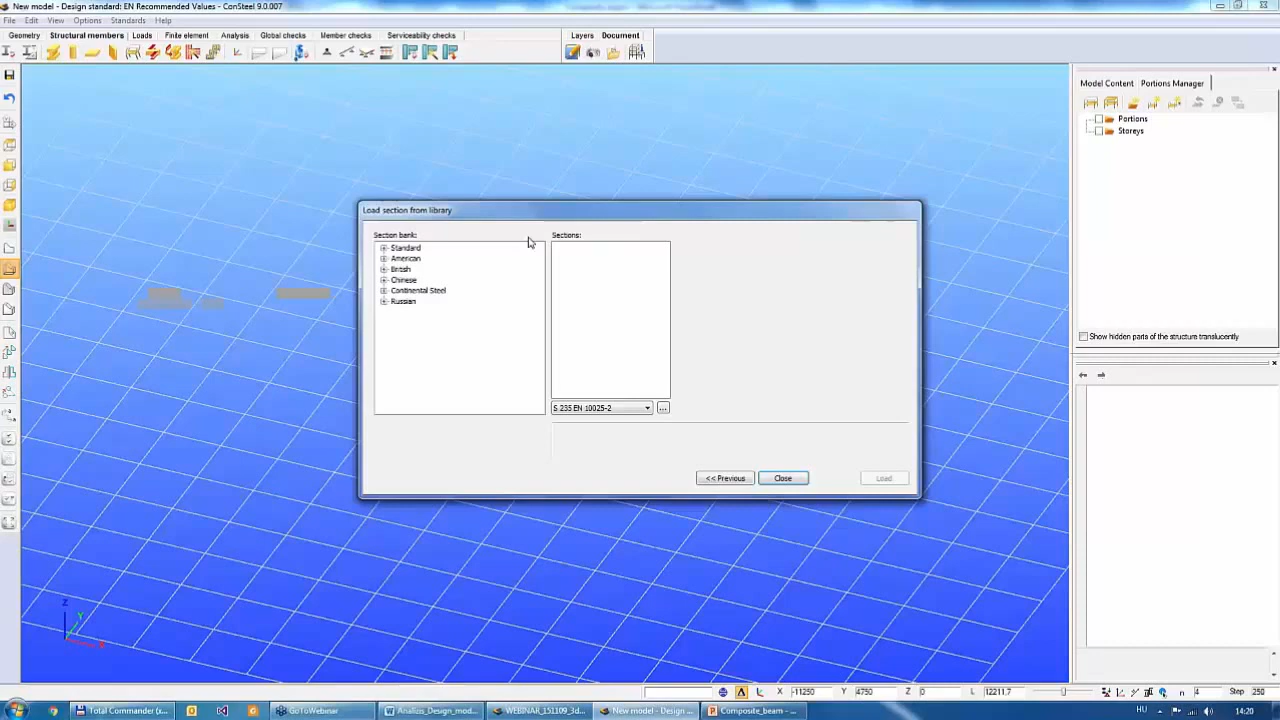 New model - Design standard: EN Recommended Values - ConSteel 9.0.007
File Edit View Options Standards Help
Geometry Structural members Loads Finite element Analysis Global checks Member checks Serviceability checks Layers Document
Model Content Portions Manager
Portions
Storeys
Load section from library
Section bank: Sections:
Standard
American
British
Chinese
Continental Steel
Russian
Show hidden parts of the structure translucently
S 235 EN 10025-2 ...
<< Previous Close Load
Z
Y
X
X -11250 Y 4750 Z 0 L 12211,7 4 Step 250
Total Commander (x... GoToWebinar Analízis_Design_mod... WEBINAR_151109_3d... New model - Design ... Composite_beam - ... HU 14:20